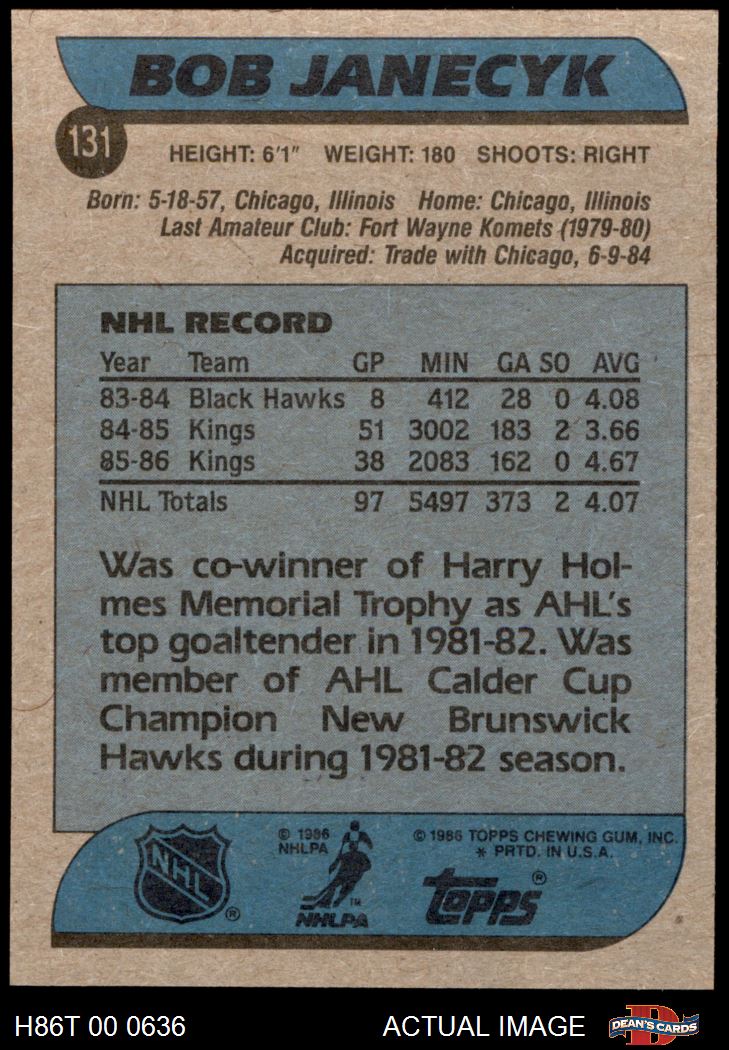 BOB JANECYK
131
HEIGHT: 6'1" WEIGHT: 180 SHOOTS: RIGHT
Born: 5-18-57, Chicago, Illinois Home: Chicago, Illinois
Last Amateur Club: Fort Wayne Komets (1979-80)
Acquired: Trade with Chicago, 6-9-84
NHL RECORD
Year Team GP MIN GA SO AVG
83-84 Black Hawks 8 412 28 0 4.08
84-85 Kings 51 3002 183 2 3.66
85-86 Kings 38 2083 162 0 4.67
NHL Totals 97 5497 373 2 4.07
Was co-winner of Harry Hol-
mes Memorial Trophy as AHL's
top goaltender in 1981-82. Was
member of AHL Calder Cup
Champion New Brunswick
Hawks during 1981-82 season.
NHL ®
© 1986
NHLPA
TM
NHLPA
© 1986 TOPPS CHEWING GUM, INC.
* PRTD. IN U.S.A.
topps ®
H86T 00 0636 ACTUAL IMAGE D DEAN'S CARDS